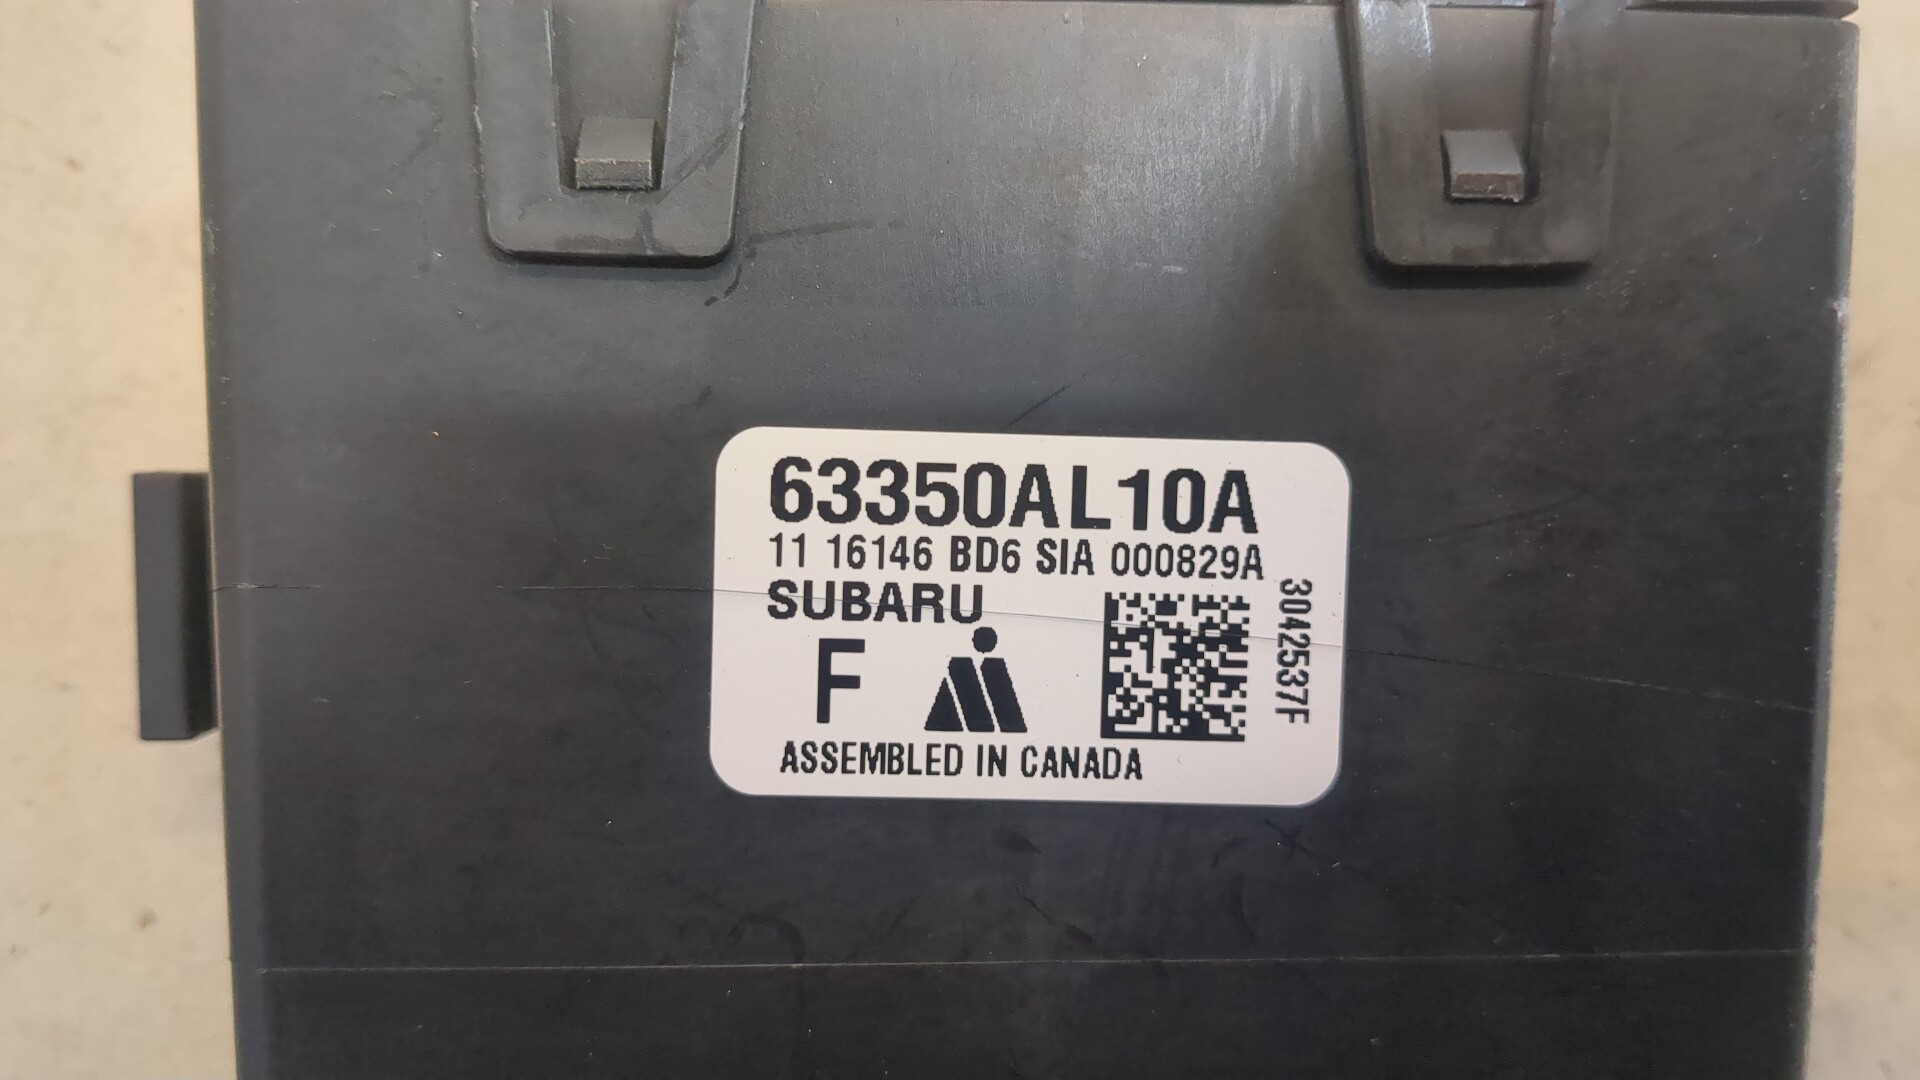 63350AL10A
11 16146 BD6 SIA 000829A
SUBARU
3042537F
F
ASSEMBLED IN CANADA